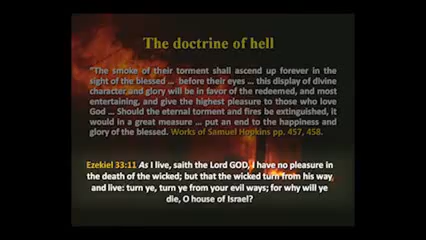 The doctrine of hell
"The smoke of their torment shall ascend up forever in the
sight of the blessed ... before their eyes ... this display of divine
character and glory will be in favor of the redeemed, and most
entertaining, and give the highest pleasure to those who love
God ... Should the eternal torment and fires be extinguished, it
would in a great measure ... put an end to the happiness and
glory of the blessed. Works of Samuel Hopkins pp. 457, 458.
Ezekiel 33:11 As I live, saith the Lord GOD, I have no pleasure in
the death of the wicked; but that the wicked turn from his way
and live: turn ye, turn ye from your evil ways; for why will ye
die, O house of Israel?